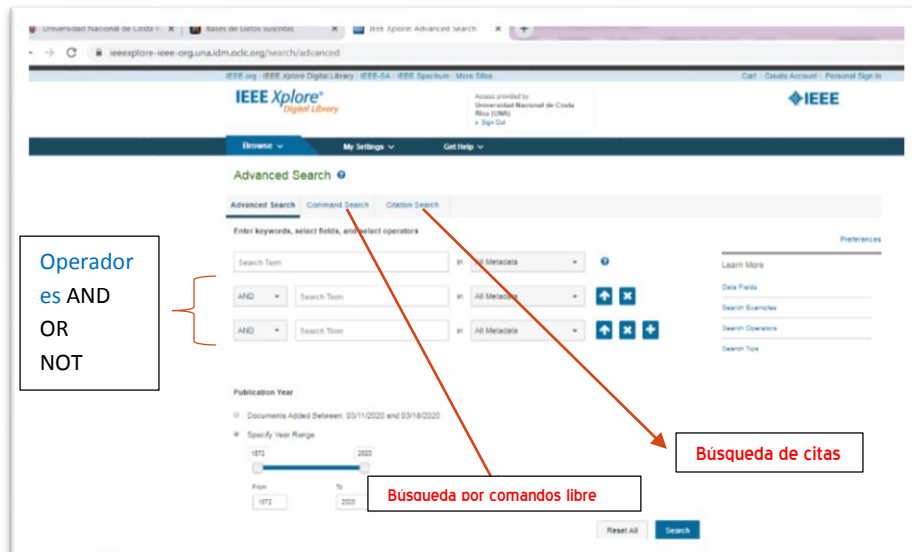 Universidad Nacional de Costa R
Bases de Datos suscritas
IEEE Xplore: Advanced Search
ieeexplore-ieee-org.una.idm.oclc.org/search/advanced
IEEE.org | IEEE Xplore Digital Library | IEEE-SA | IEEE Spectrum | More Sites
Cart | Create Account | Personal Sign In
IEEE Xplore®
Digital Library
Access provided by:
Universidad Nacional de Costa
Rica (UNA)
Sign Out
IEEE
Browse
My Settings
Get Help
Advanced Search
Advanced Search
Command Search
Citation Search
Enter keywords, select fields, and select operators
Preferences
Search Term
in
All Metadata
AND
Search Term
in
All Metadata
AND
Search Term
in
All Metadata
Learn More
Data Fields
Search Examples
Search Operators
Search Tips
Operador
es AND
OR
NOT
Publication Year
Documents Added Between: 03/11/2020 and 03/18/2020
Specify Year Range
1872
2020
From
To
1872
2020
Búsqueda de citas
Búsqueda por comandos libre
Reset All
Search